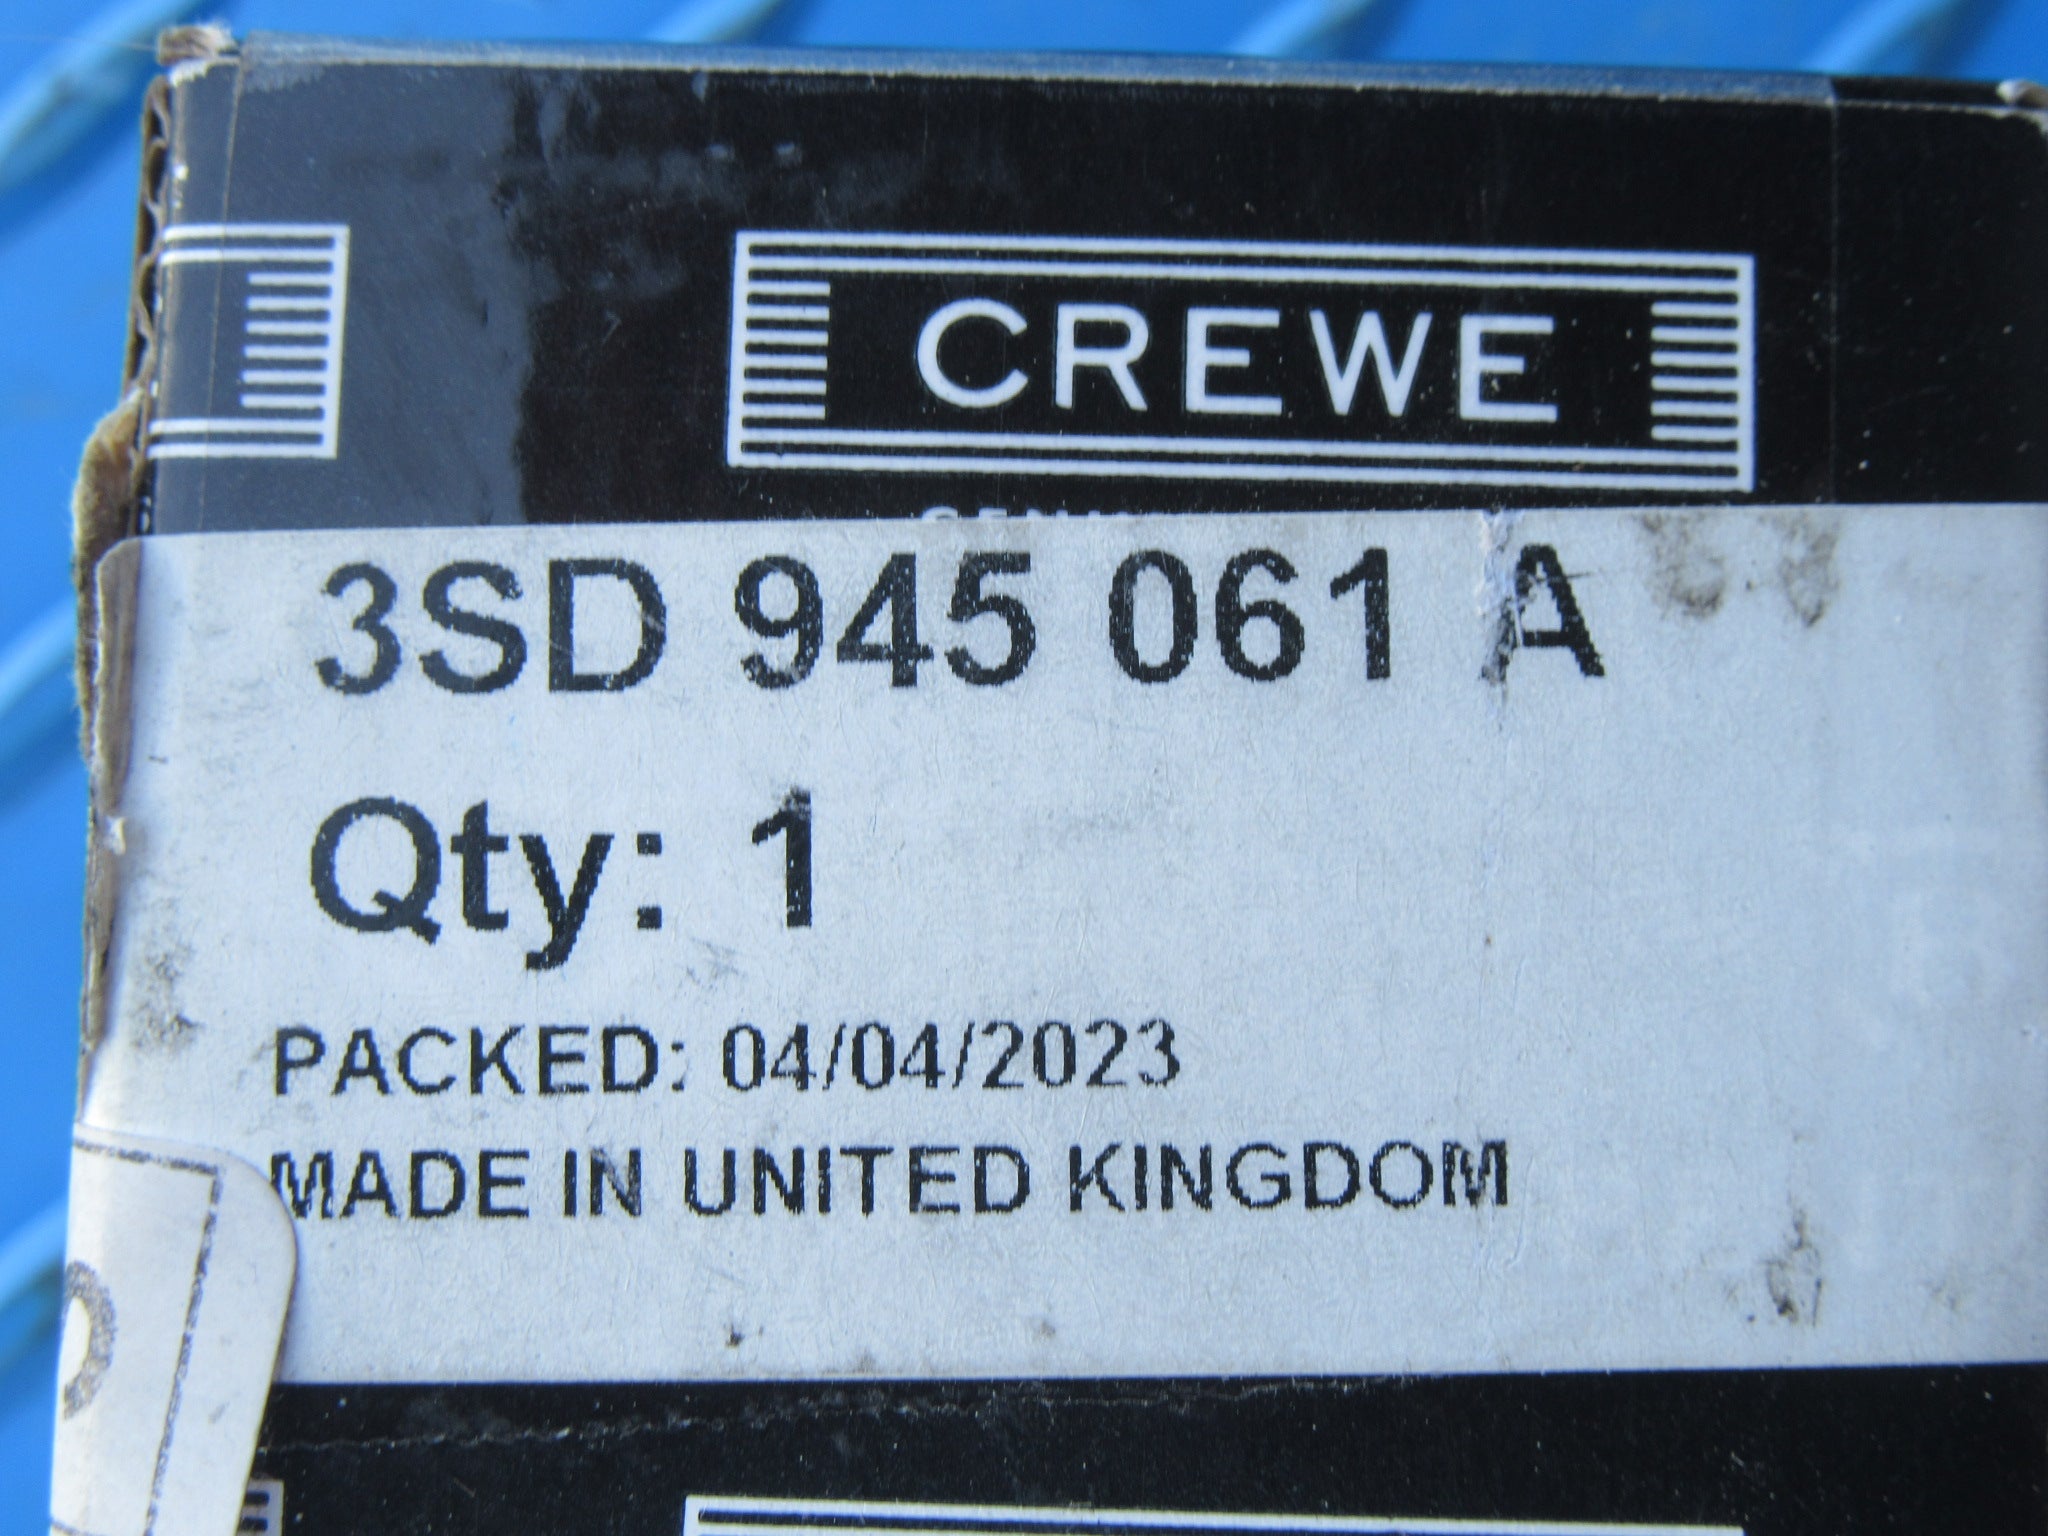 CREWE
3SD 945 061 A
Qty: 1
PACKED: 04/04/2023
MADE IN UNITED KINGDOM